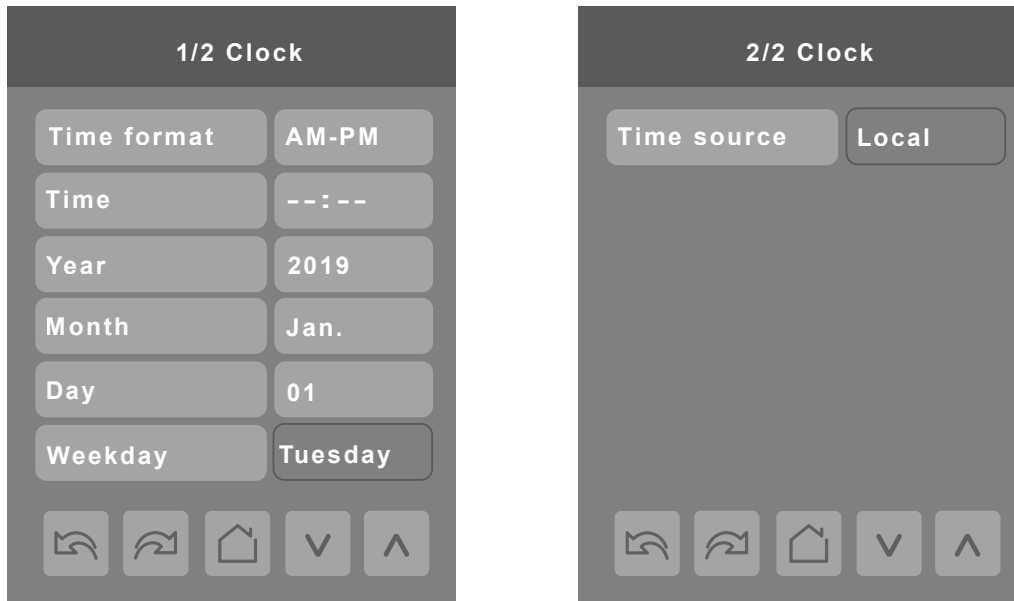 1/2 Clock
Time format AM-PM
Time --:--
Year 2019
Month Jan.
Day 01
Weekday Tuesday
2/2 Clock
Time source Local